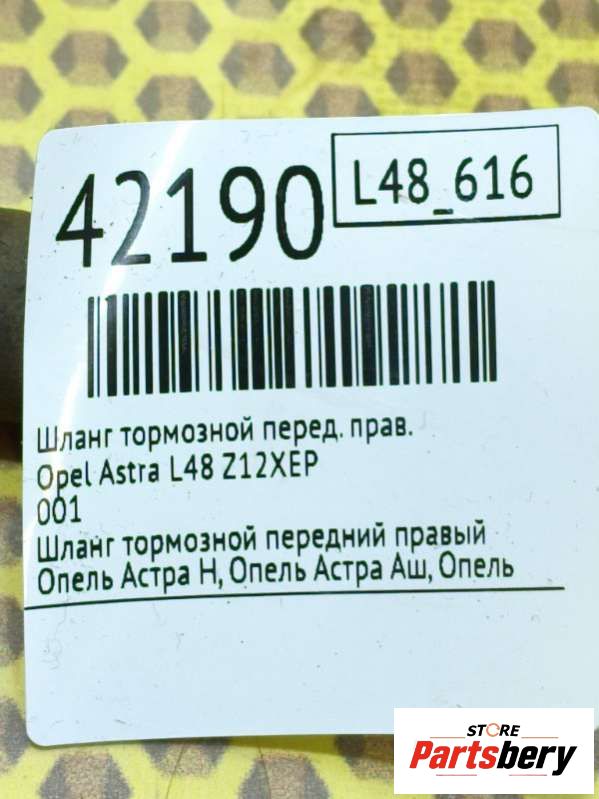 42190
L48_616
Шланг тормозной перед. прав.
Opel Astra L48 Z12XEP
001
Шланг тормозной передний правый
Опель Астра Н, Опель Астра Аш, Опель
STORE
Partsbery